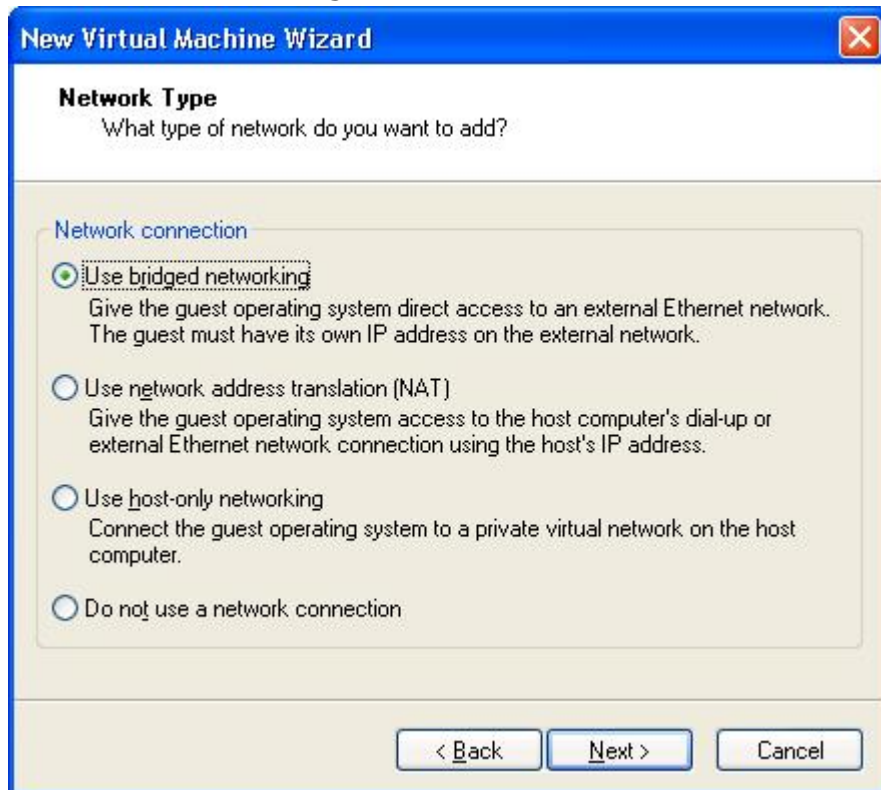 New Virtual Machine Wizard
Network Type
What type of network do you want to add?
Network connection
Use bridged networking
Give the guest operating system direct access to an external Ethernet network.
The guest must have its own IP address on the external network.
Use network address translation (NAT)
Give the guest operating system access to the host computer's dial-up or
external Ethernet network connection using the host's IP address.
Use host-only networking
Connect the guest operating system to a private virtual network on the host
computer.
Do not use a network connection
< Back
Next >
Cancel